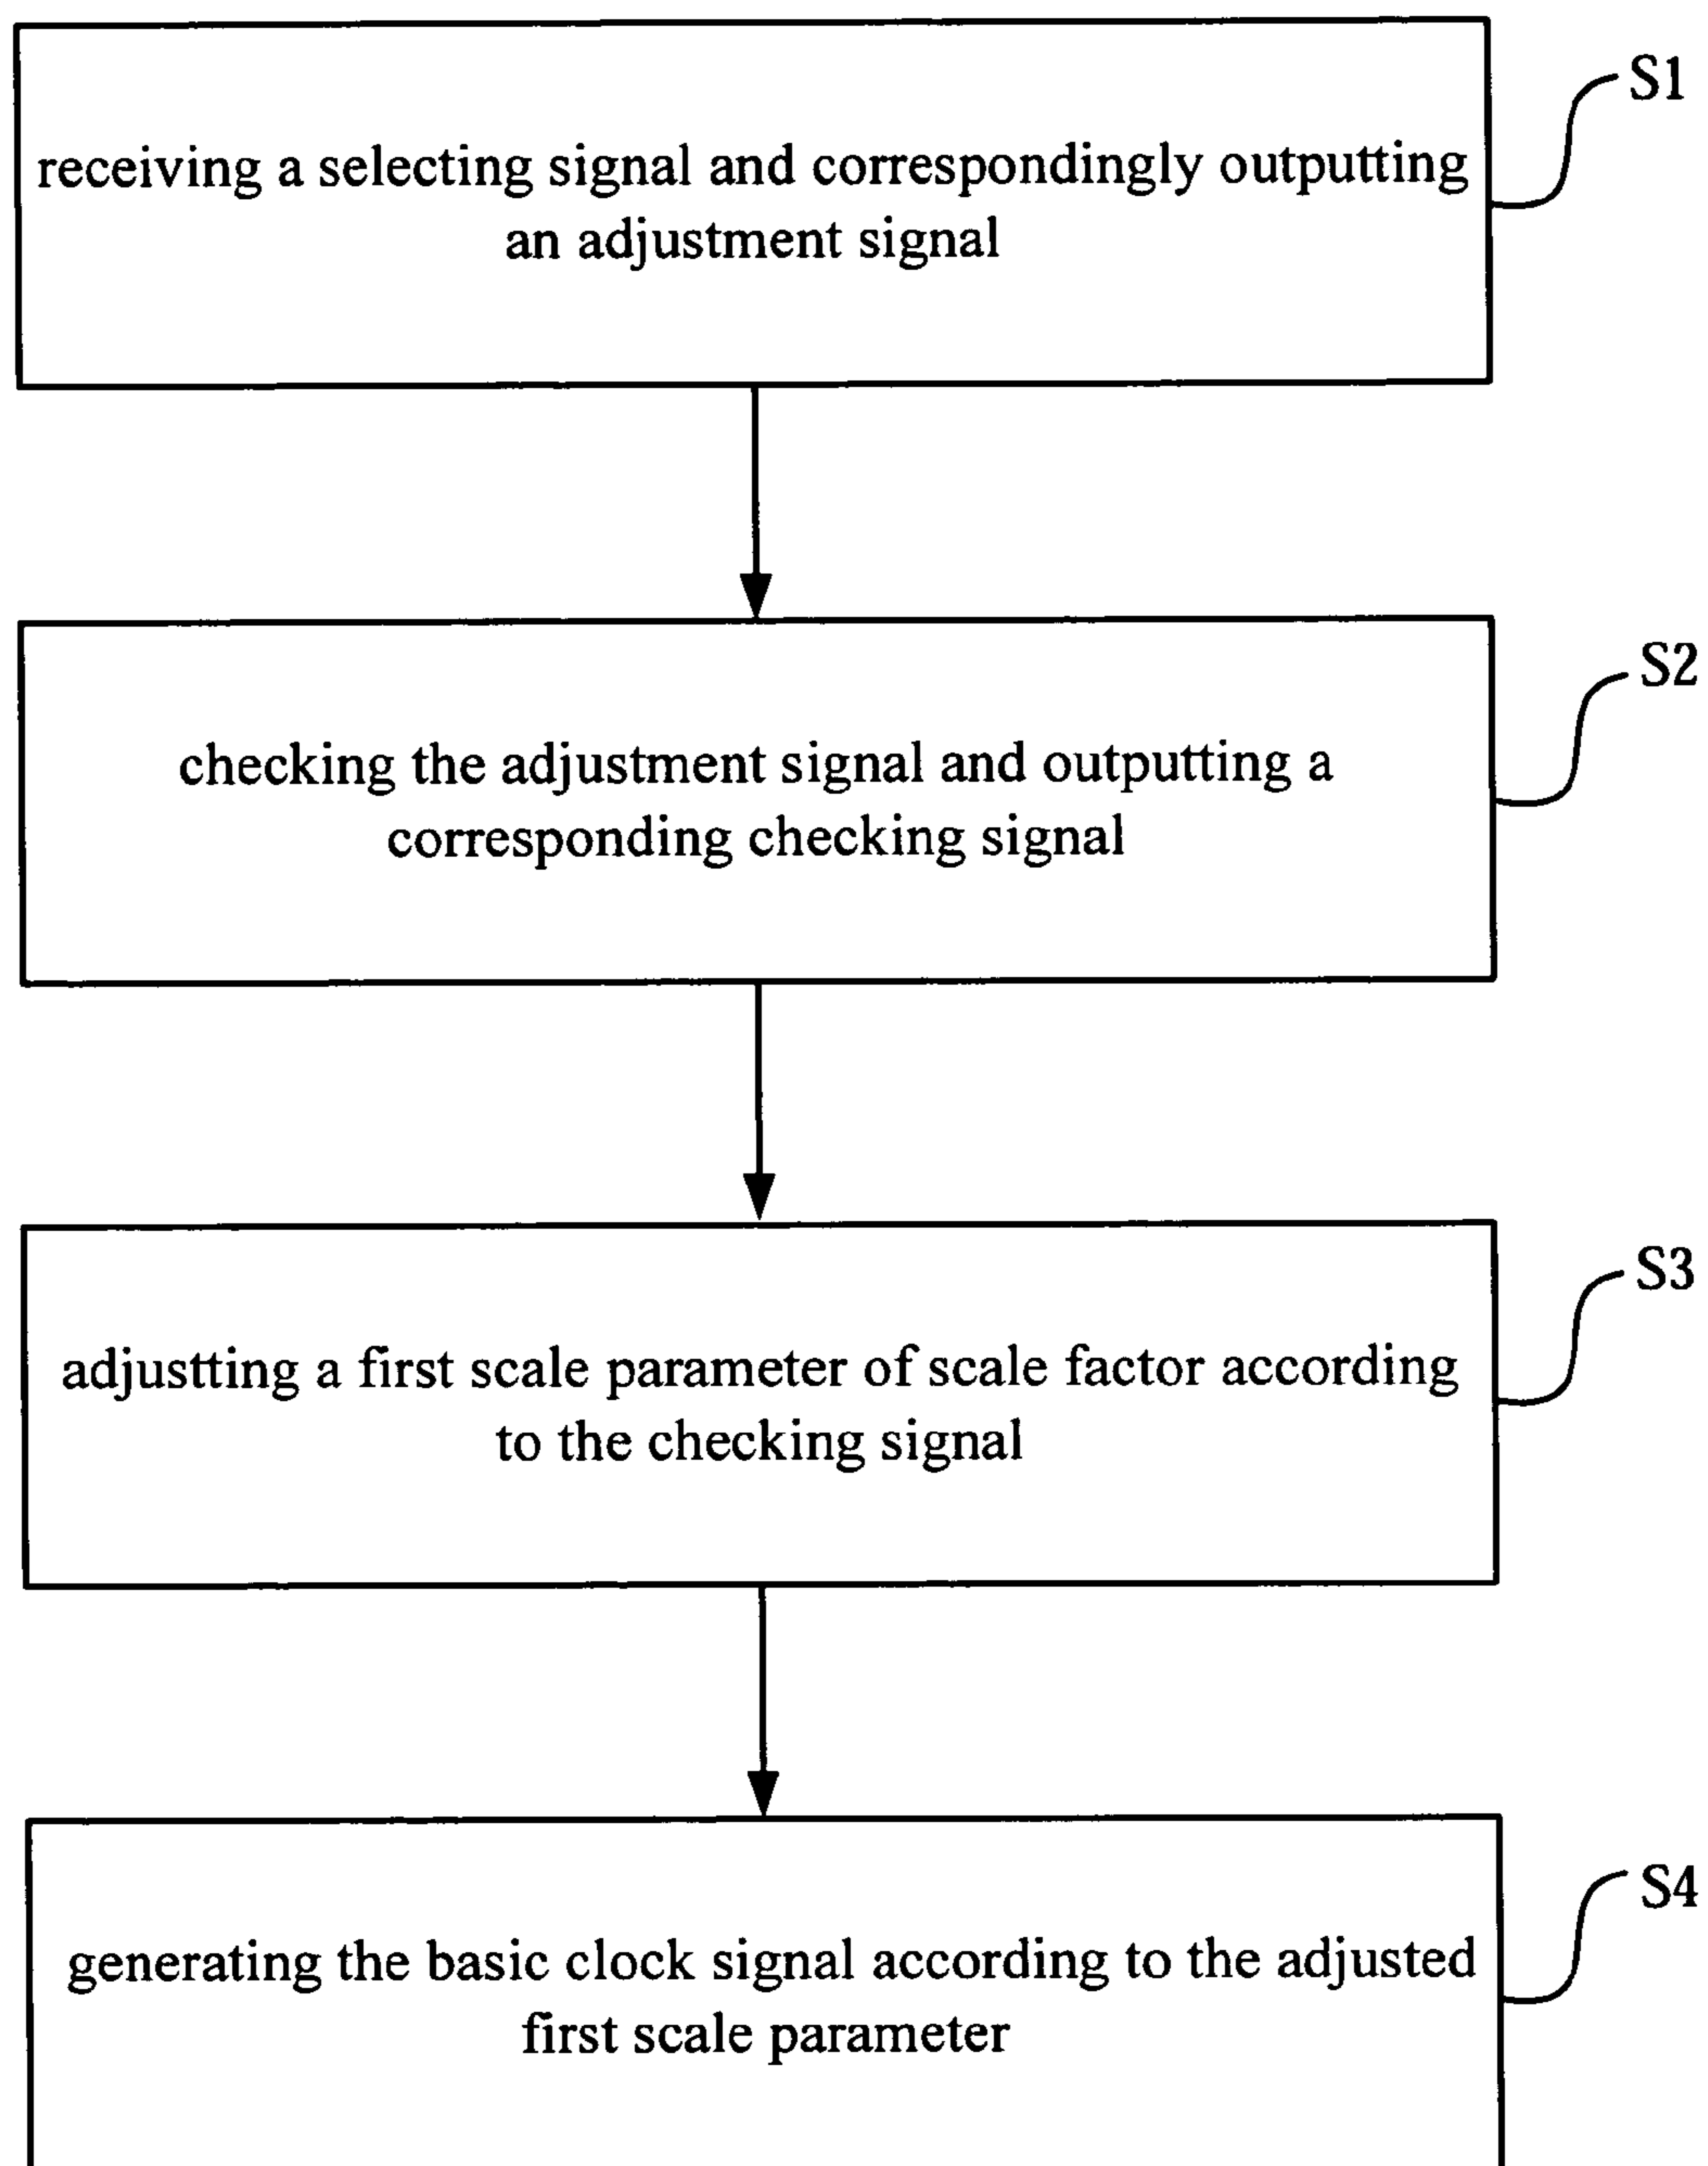 receiving a selecting signal and correspondingly outputting
an adjustment signal
S1
checking the adjustment signal and outputting a
corresponding checking signal
S2
adjustting a first scale parameter of scale factor according
to the checking signal
S3
generating the basic clock signal according to the adjusted
first scale parameter
S4